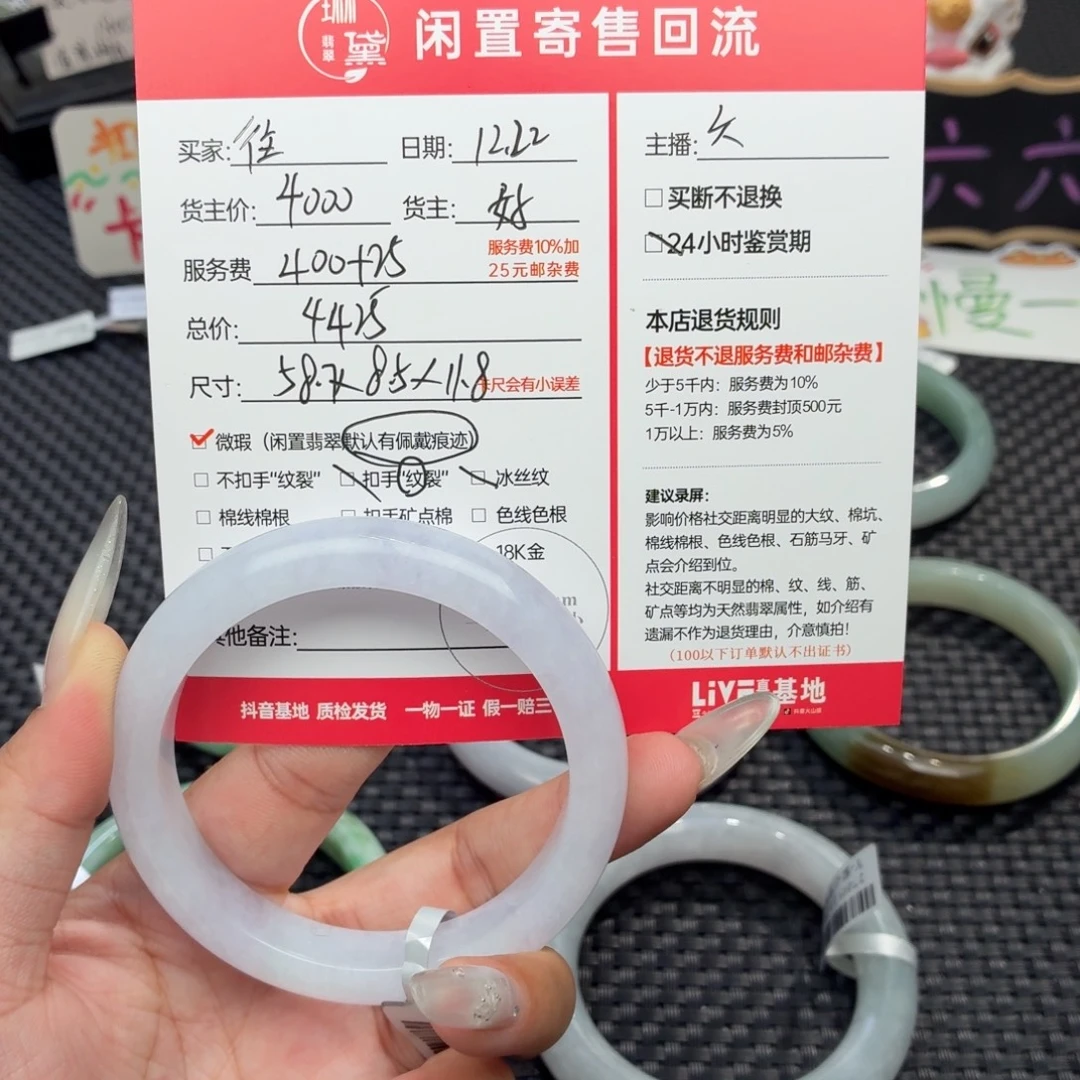 黛
翡翠
闲置寄售回流
买家:
日期: 12.22
货主价: 4000
货主:
服务费 400+25
服务费10%加
25元邮杂费
总价: 4425
尺寸: 58.7×8.5×11.8
卡尺会有小误差
微瑕（闲置翡翠默认有佩戴痕迹）
不扣手"纹裂"
扣手"纹裂"
冰丝纹
棉线棉根
扣手矿点棉
色线色根
18K金
其他备注:
抖音基地 质检发货 一物一证 假一赔三
主播:
买断不退换
24小时鉴赏期
本店退货规则
【退货不退服务费和邮杂费】
少于5千内：服务费为10%
5千-1万内：服务费封顶500元
1万以上：服务费为5%
建议录屏：
影响价格社交距离明显的大纹、棉坑、
棉线棉根、色线色根、石筋马牙、矿
点会介绍到位。
社交距离不明显的棉、纹、线、筋、
矿点等均为天然翡翠属性，如介绍有
遗漏不作为退货理由，介意慎拍！
（100以下订单默认不出证书）
LIVE
基地
六六
慢一